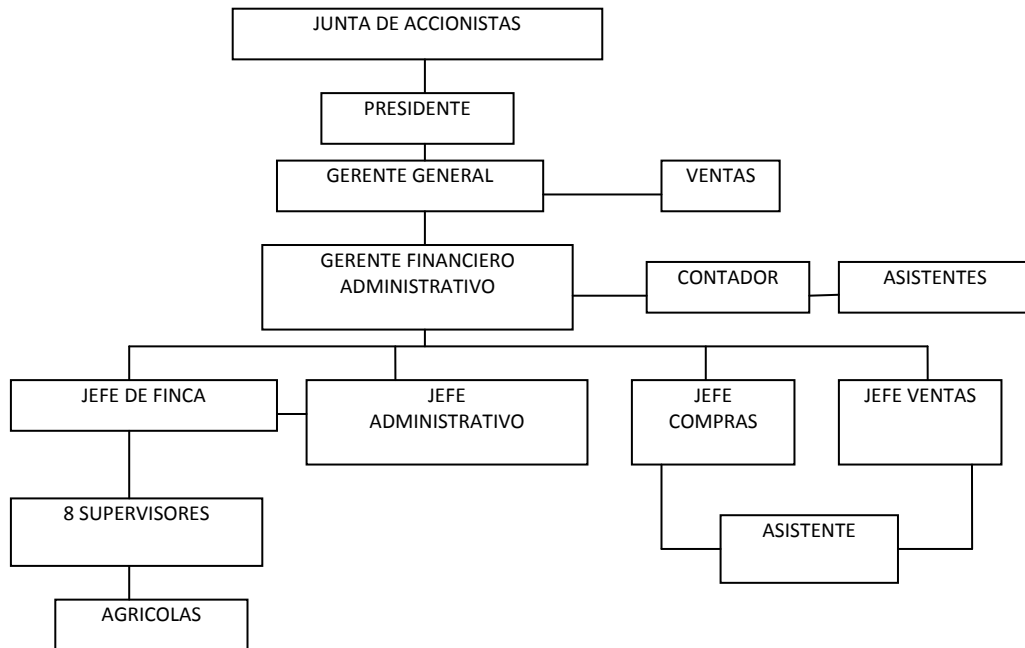 JUNTA DE ACCIONISTAS
PRESIDENTE
GERENTE GENERAL
VENTAS
GERENTE FINANCIERO
ADMINISTRATIVO
CONTADOR
ASISTENTES
JEFE DE FINCA
JEFE
ADMINISTRATIVO
JEFE
COMPRAS
JEFE VENTAS
8 SUPERVISORES
ASISTENTE
AGRICOLAS